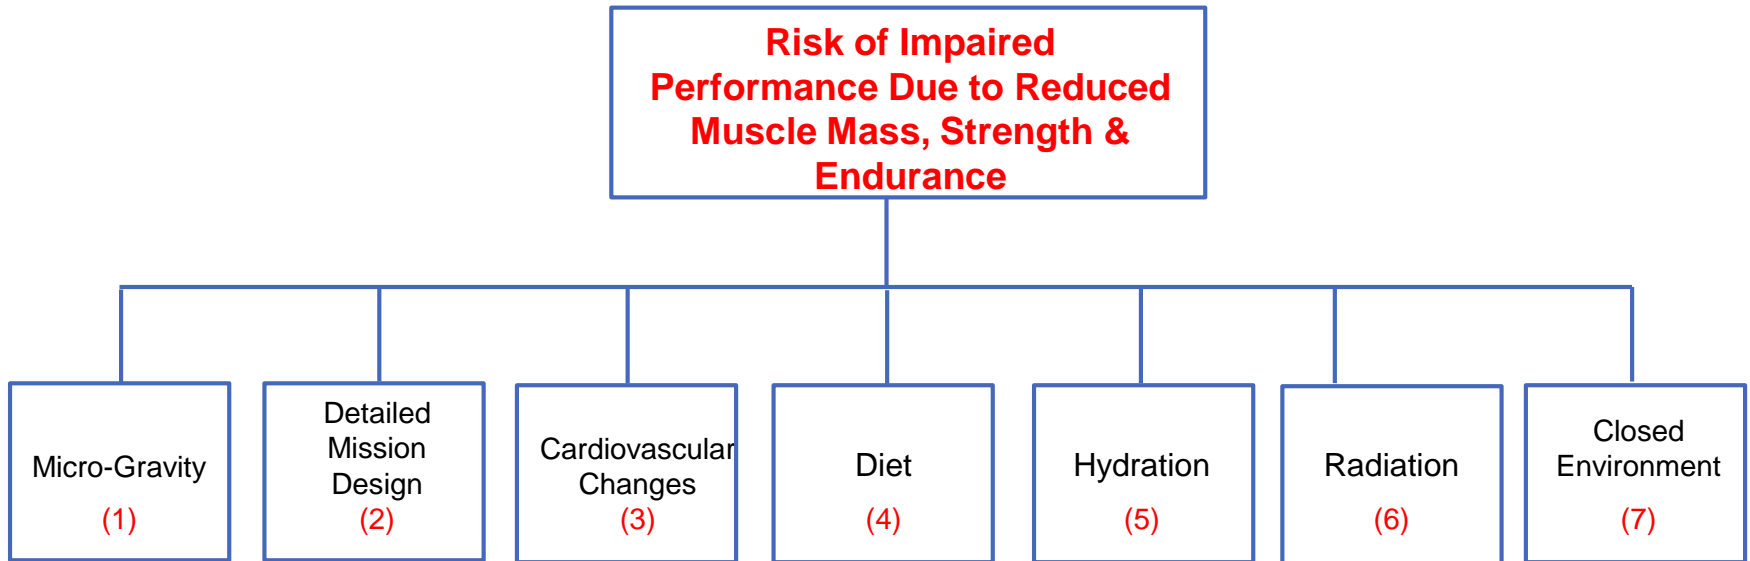 Risk of Impaired
Performance Due to Reduced
Muscle Mass, Strength &
Endurance
Micro-Gravity
(1)
Detailed
Mission
Design
(2)
Cardiovascular
Changes
(3)
Diet
(4)
Hydration
(5)
Radiation
(6)
Closed
Environment
(7)